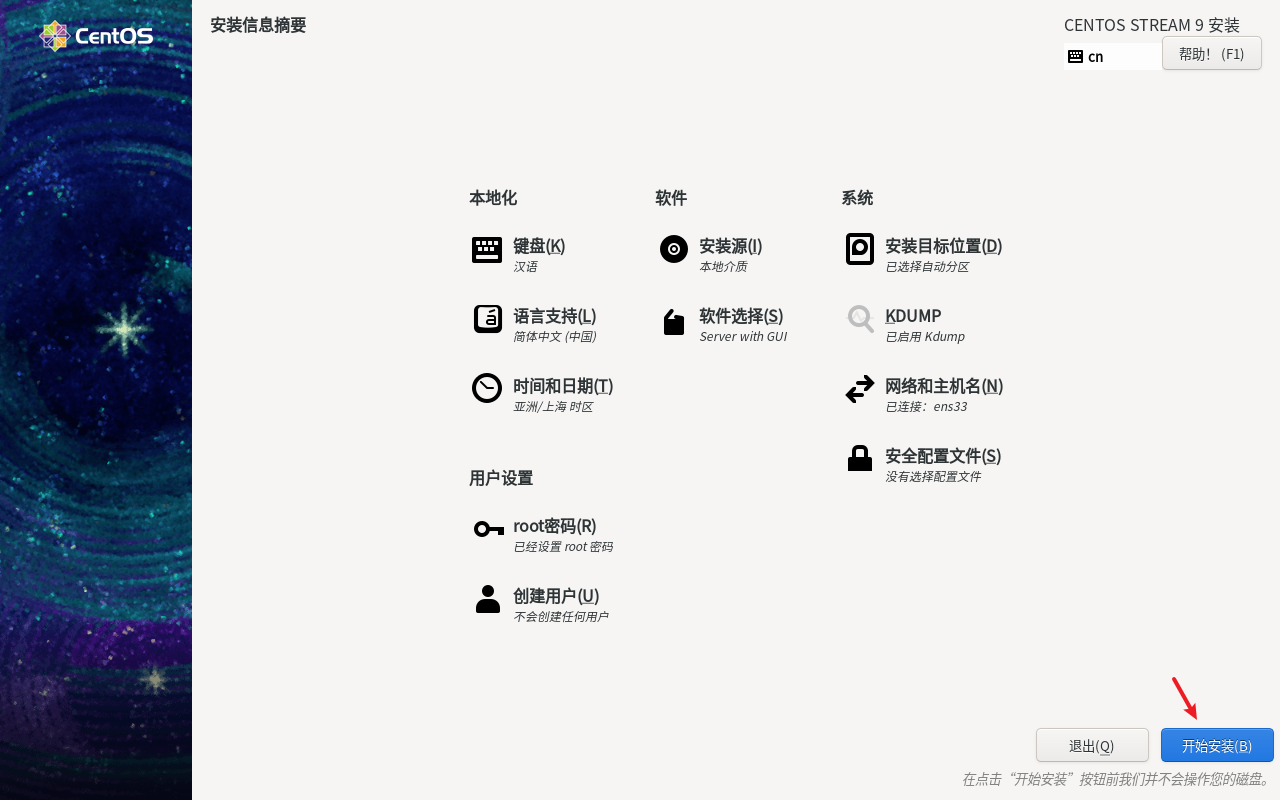 CentOS
安装信息摘要
CENTOS STREAM 9 安装
cn
帮助！ (F1)
本地化
键盘(K)
汉语
语言支持(L)
简体中文 (中国)
时间和日期(T)
亚洲/上海 时区
用户设置
root密码(R)
已经设置 root 密码
创建用户(U)
不会创建任何用户
软件
安装源(I)
本地介质
软件选择(S)
Server with GUI
系统
安装目标位置(D)
已选择自动分区
KDUMP
已启用 Kdump
网络和主机名(N)
已连接：ens33
安全配置文件(S)
没有选择配置文件
退出(Q)
开始安装(B)
在点击“开始安装”按钮前我们并不会操作您的磁盘。